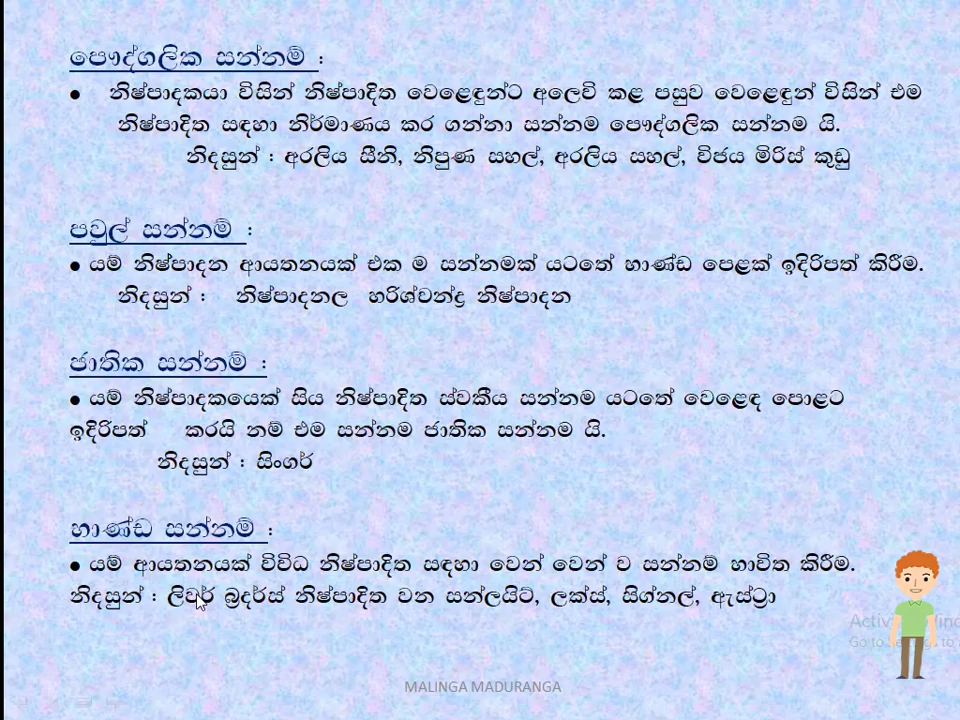 පෞද්ගලික සන්නම් :
• නිෂ්පාදකයා විසින් නිෂ්පාදිත වෙළෙඳුන්ට අලෙවි කළ පසුව වෙළෙඳුන් විසින් එම
නිෂ්පාදිත සඳහා නිර්මාණය කර ගන්නා සන්නම පෞද්ගලික සන්නම යි.
නිදසුන් : අරලිය සීනි, නිපුණ සහල්, අරලිය සහල්, විජය මිරිස් කුඩු
පවුල් සන්නම් :
• යම් නිෂ්පාදන ආයතනයක් එක ම සන්නමක් යටතේ භාණ්ඩ පෙළක් ඉදිරිපත් කිරීම.
නිදසුන් : නිෂ්පාදනල හරිශ්චන්ද්‍ර නිෂ්පාදන
ජාතික සන්නම් :
• යම් නිෂ්පාදකයෙක් සිය නිෂ්පාදිත ස්වකීය සන්නම යටතේ වෙළෙඳ පොළට
ඉදිරිපත් කරයි නම් එම සන්නම ජාතික සන්නම යි.
නිදසුන් : සිංගර්
භාණ්ඩ සන්නම් :
• යම් ආයතනයක් විවිධ නිෂ්පාදිත සඳහා වෙන් වෙන් ව සන්නම් භාවිත කිරීම.
නිදසුන් : ලිවර් බ්‍රදර්ස් නිෂ්පාදිත වන සන්ලයිට්, ලක්ස්, සිග්නල්, ඇස්ට්‍රා
MALINGA MADURANGA